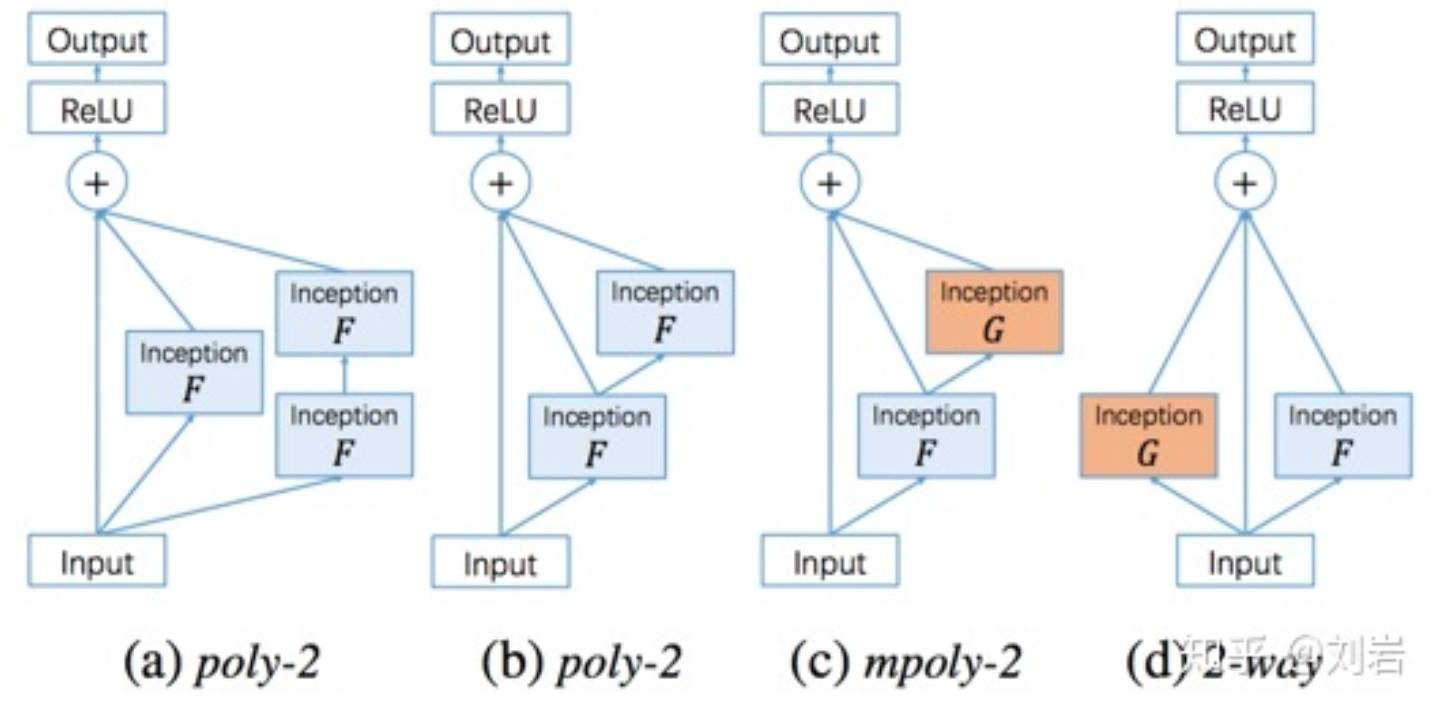 Output
ReLU
+
Inception
F
Inception
F
Inception
F
Input
(a) poly-2
Output
ReLU
+
Inception
F
Inception
F
Input
(b) poly-2
Output
ReLU
+
Inception
G
Inception
F
Input
(c) mpoly-2
Output
ReLU
+
Inception
G
Inception
F
Input
(d) 2-way
知乎 @刘岩